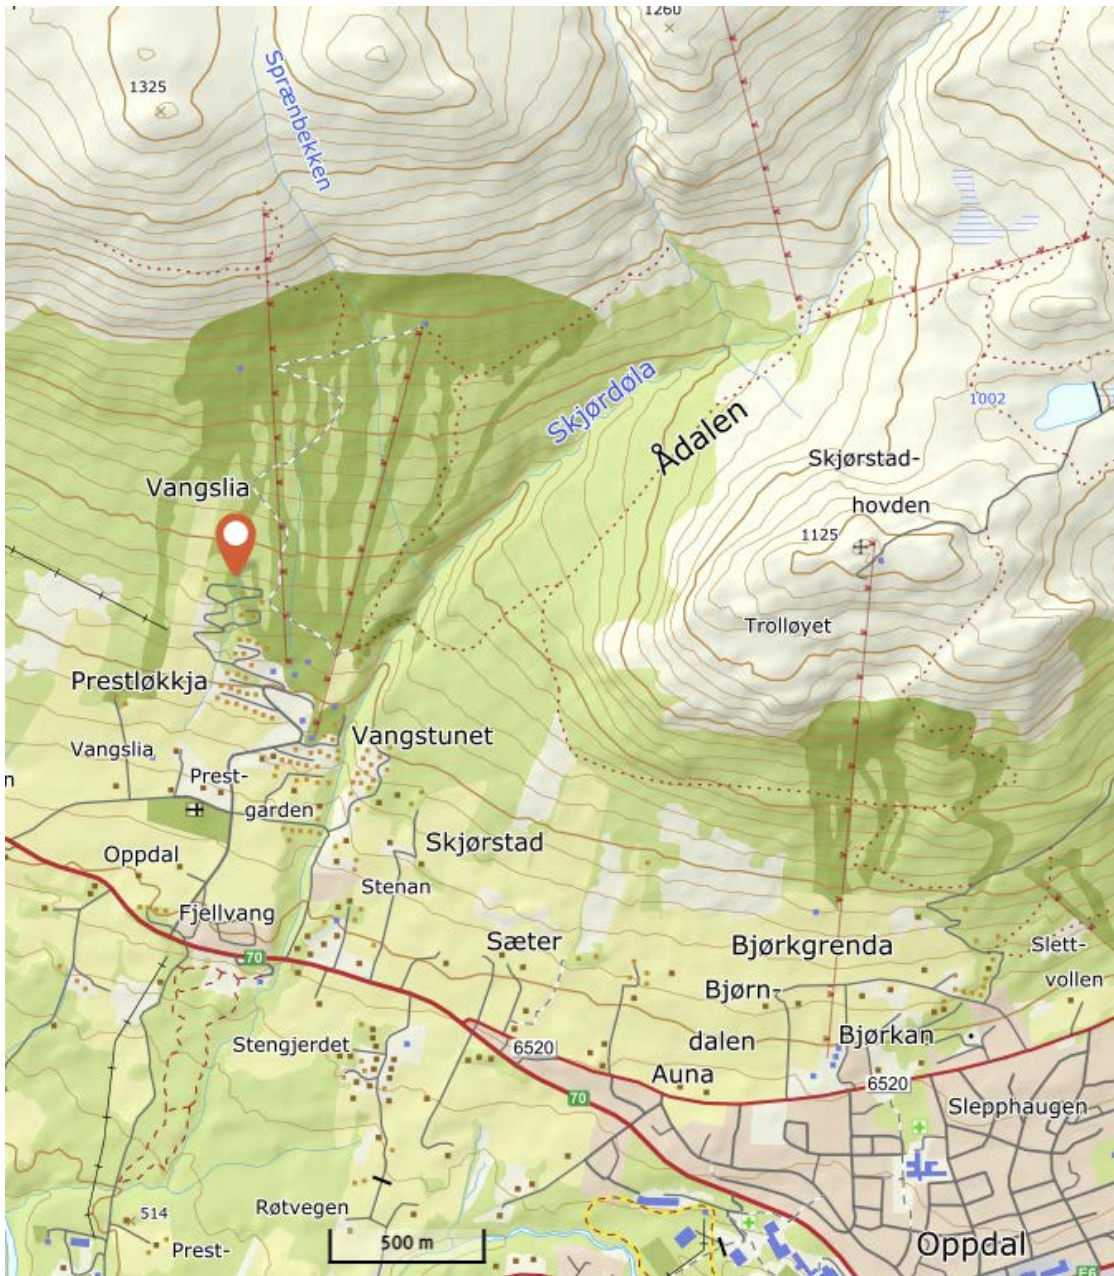 1260
1325
Sprænbekken
Skjørdøla
Ådalen
1002
Skjørstad-
hovden
1125
Vangslia
Trolløyet
Prestløkkja
Vangstunet
Vangslia
Prest-
garden
n
Skjørstad
Oppdal
Stenan
Fjellvang
Sæter
Bjørkgrenda
Slett-
vollen
70
Bjørn-
dalen
Bjørkan
Stengjerdet
6520
Auna
6520
70
Slepphaugen
514
Røtvegen
Prest-
500 m
Oppdal
E6